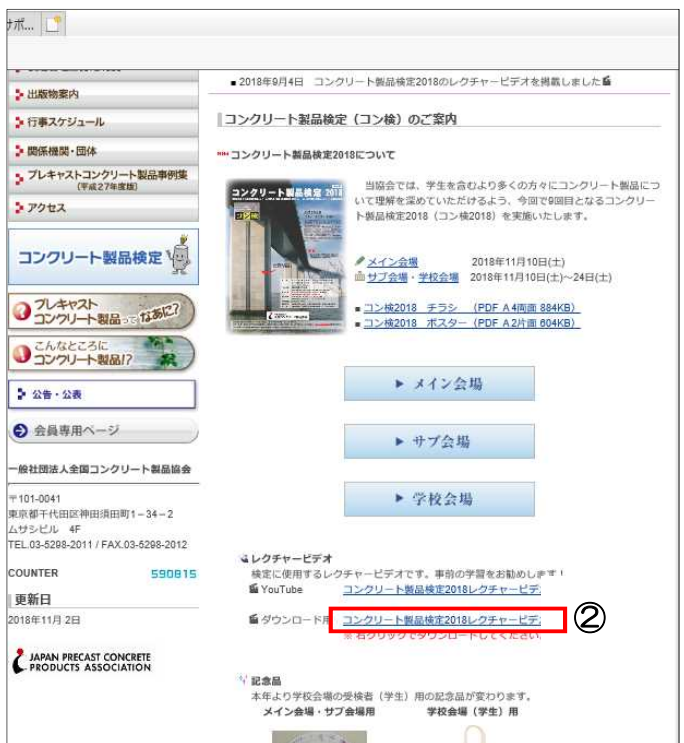 サポ...
出版物案内
行事スケジュール
関係機関・団体
プレキャストコンクリート製品事例集
(平成27年度版)
アクセス
コンクリート製品検定
プレキャスト
コンクリート製品って なあに?
こんなところに
コンクリート製品!?
公告・公表
会員専用ページ
一般社団法人全国コンクリート製品協会
〒101-0041
東京都千代田区神田須田町1-34-2
ムサシビル 4F
TEL.03-5298-2011 / FAX.03-5298-2012
COUNTER 590815
更新日
2018年11月 2日
JAPAN PRECAST CONCRETE
PRODUCTS ASSOCIATION
■ 2018年9月4日 コンクリート製品検定2018のレクチャービデオを掲載しました
コンクリート製品検定(コン検)のご案内
コンクリート製品検定2018について
コンクリート製品検定 2018
コン検
当協会では、学生を含むより多くの方々にコンクリート製品につ
いて理解を深めていただけるよう、今回で9回目となるコンクリー
ト製品検定2018(コン検2018)を実施いたします。
メイン会場 2018年11月10日(土)
サブ会場・学校会場 2018年11月10日(土)~24日(土)
■ コン検2018 チラシ (PDF A4両面 884KB)
■ コン検2018 ポスター (PDF A2片面 604KB)
▶ メイン会場
▶ サブ会場
▶ 学校会場
レクチャービデオ
検定に使用するレクチャービデオです。事前の学習をお勧めします!
YouTube コンクリート製品検定2018レクチャービデ
ダウンロード用 コンクリート製品検定2018レクチャービデ
②
※ 右クリックでダウンロードしてください
記念品
本年より学校会場の受検者(学生)用の記念品が変わります。
メイン会場・サブ会場用 学校会場(学生)用